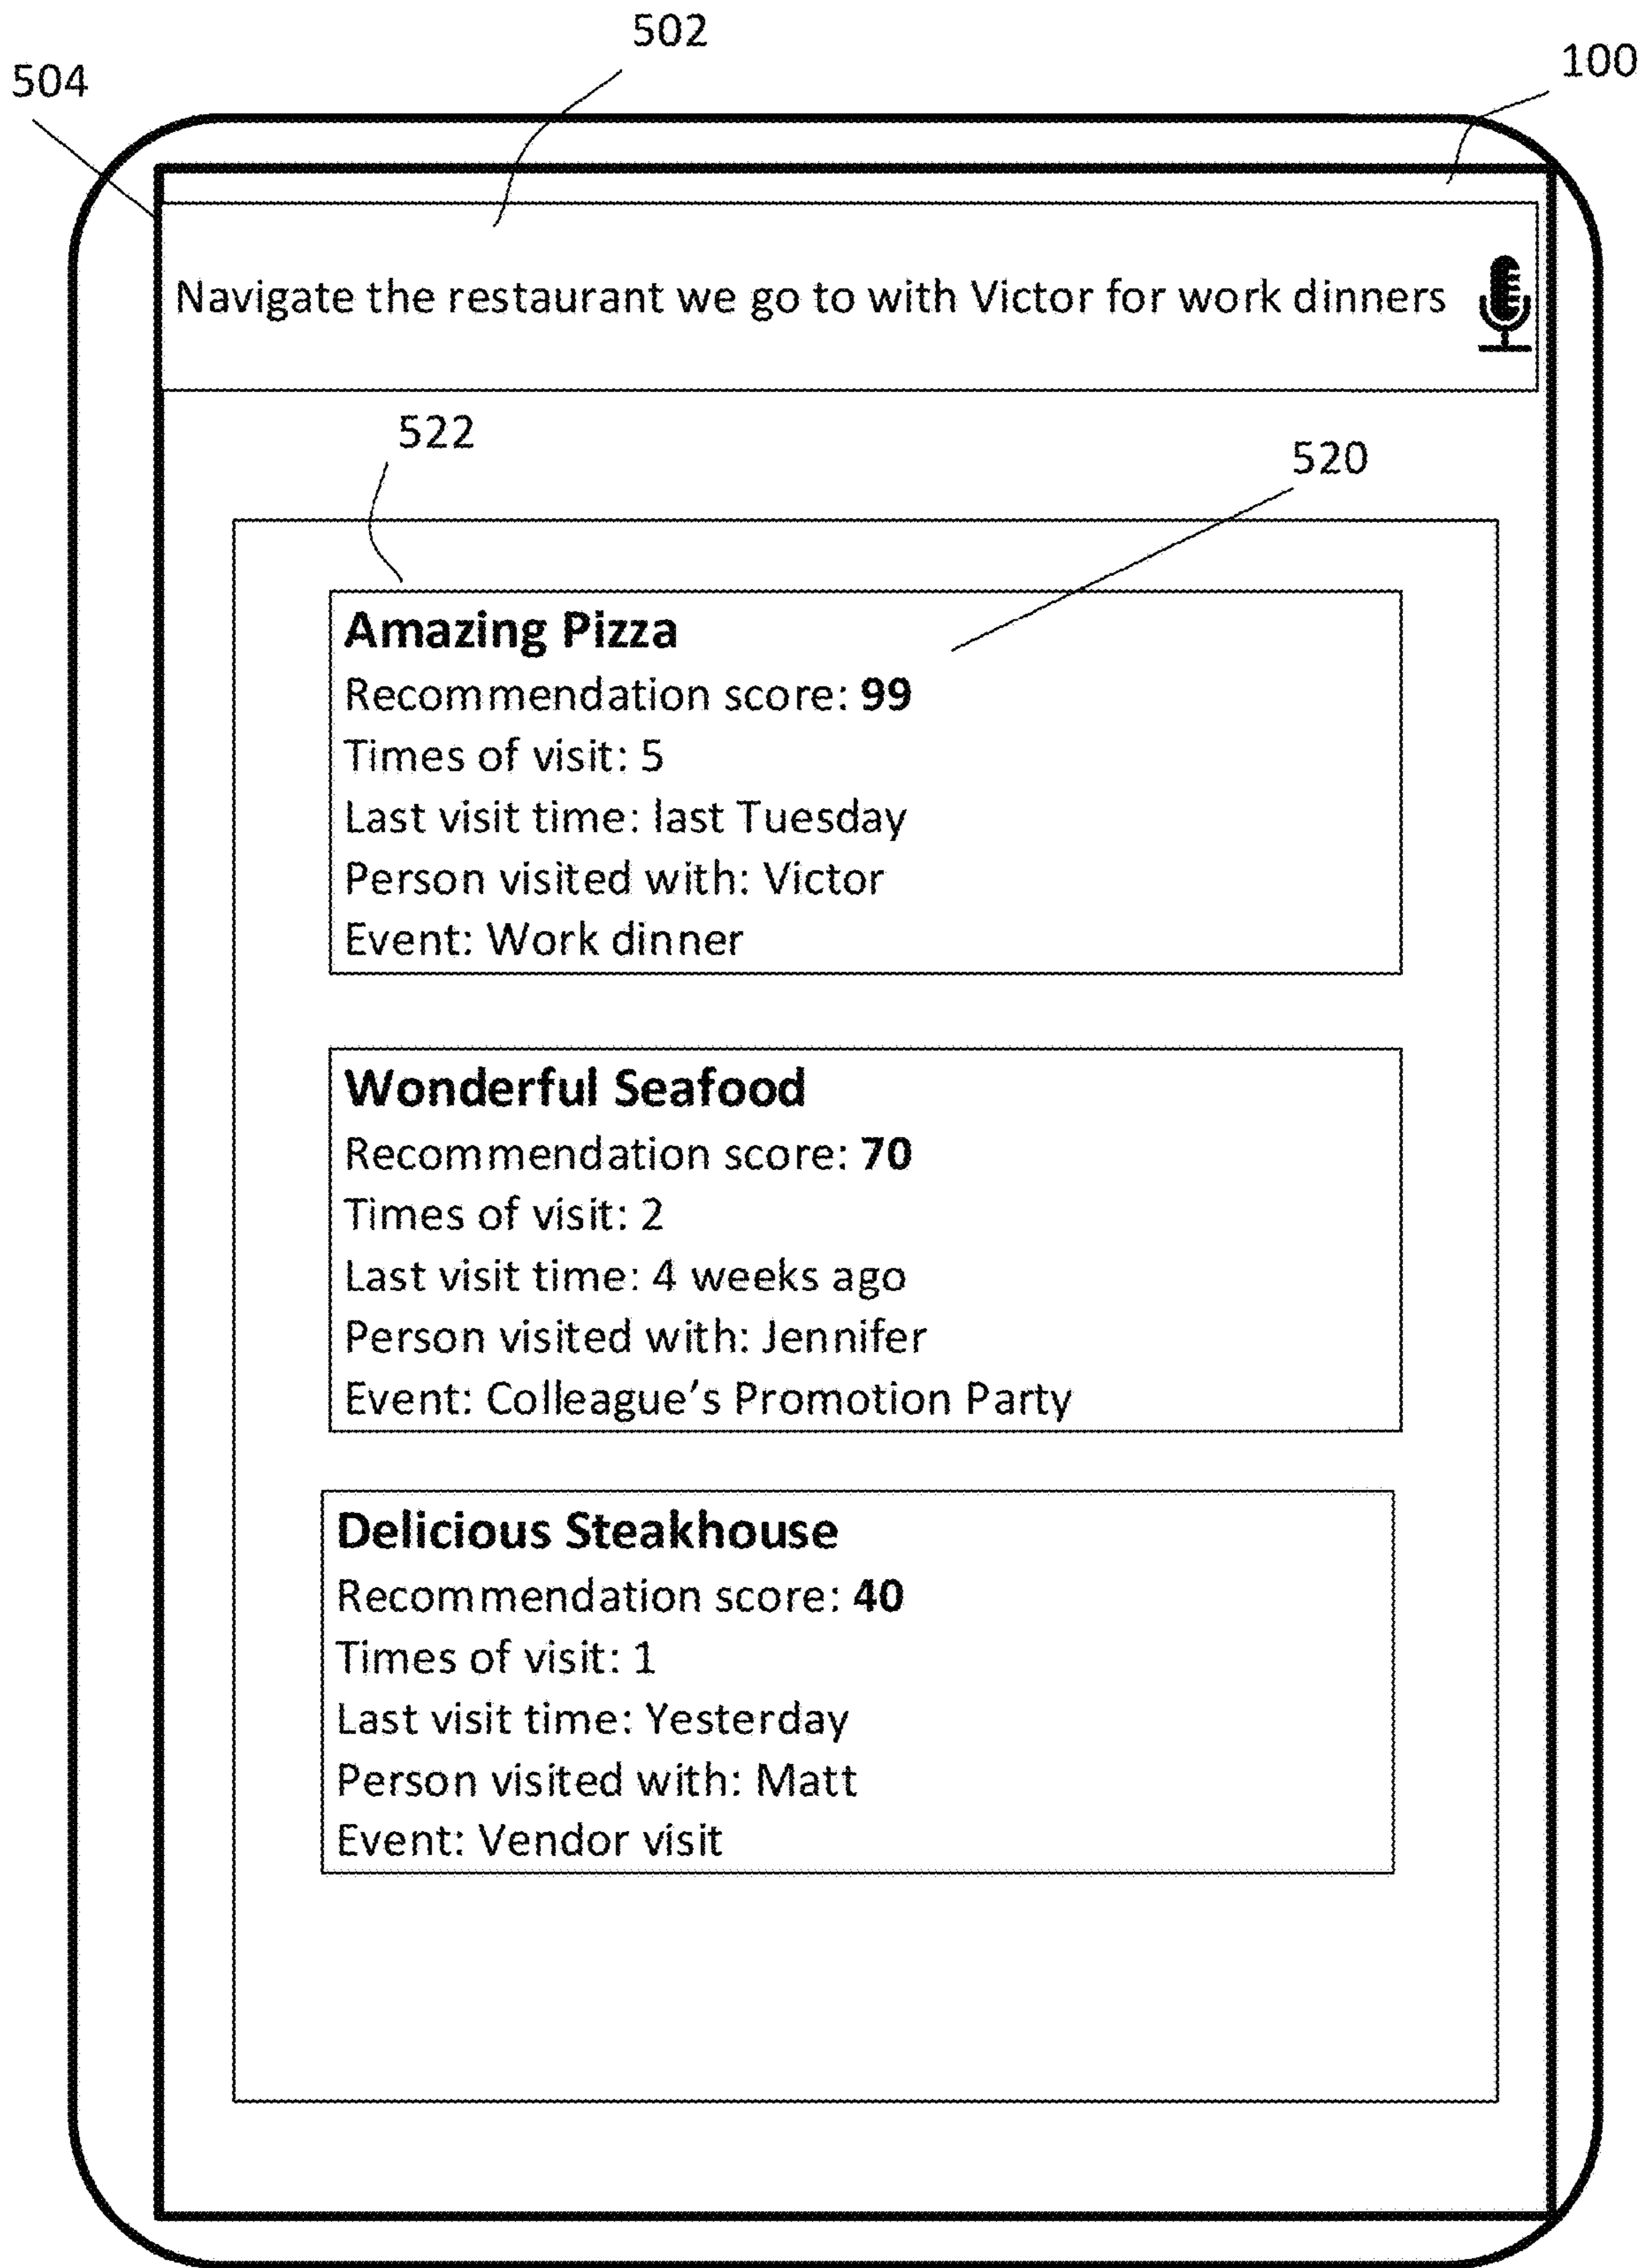 502
100
504
Navigate the restaurant we go to with Victor for work dinners
522
520
Amazing Pizza
Recommendation score: 99
Times of visit: 5
Last visit time: last Tuesday
Person visited with: Victor
Event: Work dinner
Wonderful Seafood
Recommendation score: 70
Times of visit: 2
Last visit time: 4 weeks ago
Person visited with: Jennifer
Event: Colleague’s Promotion Party
Delicious Steakhouse
Recommendation score: 40
Times of visit: 1
Last visit time: Yesterday
Person visited with: Matt
Event: Vendor visit